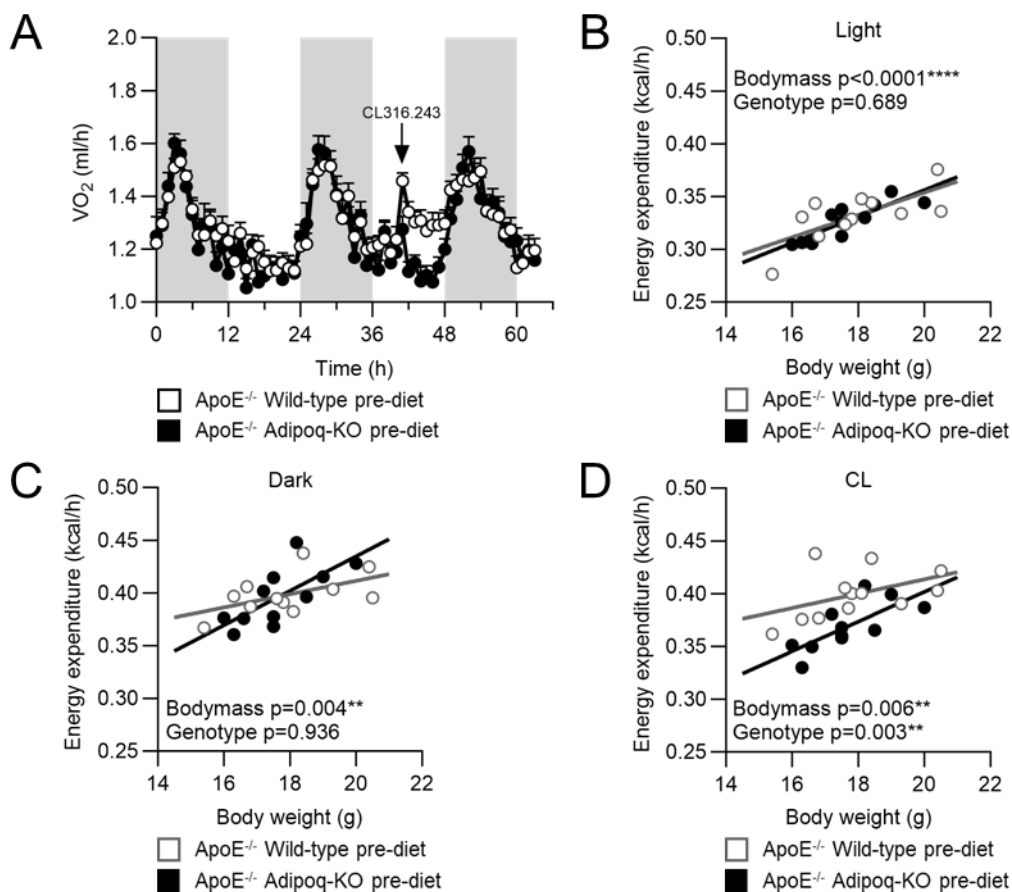 A
2.0
1.8
1.6
1.4
1.2
1.0
VO₂ (ml/h)
CL316.243
0 12 24 36 48 60
Time (h)
ApoE⁻/⁻ Wild-type pre-diet
ApoE⁻/⁻ Adipoq-KO pre-diet
B
Light
0.50
0.45
0.40
0.35
0.30
0.25
Energy expenditure (kcal/h)
Bodymass p<0.0001****
Genotype p=0.689
14 16 18 20 22
Body weight (g)
ApoE⁻/⁻ Wild-type pre-diet
ApoE⁻/⁻ Adipoq-KO pre-diet
C
Dark
0.50
0.45
0.40
0.35
0.30
0.25
Energy expenditure (kcal/h)
Bodymass p=0.004**
Genotype p=0.936
14 16 18 20 22
Body weight (g)
ApoE⁻/⁻ Wild-type pre-diet
ApoE⁻/⁻ Adipoq-KO pre-diet
D
CL
0.50
0.45
0.40
0.35
0.30
0.25
Energy expenditure (kcal/h)
Bodymass p=0.006**
Genotype p=0.003**
14 16 18 20 22
Body weight (g)
ApoE⁻/⁻ Wild-type pre-diet
ApoE⁻/⁻ Adipoq-KO pre-diet